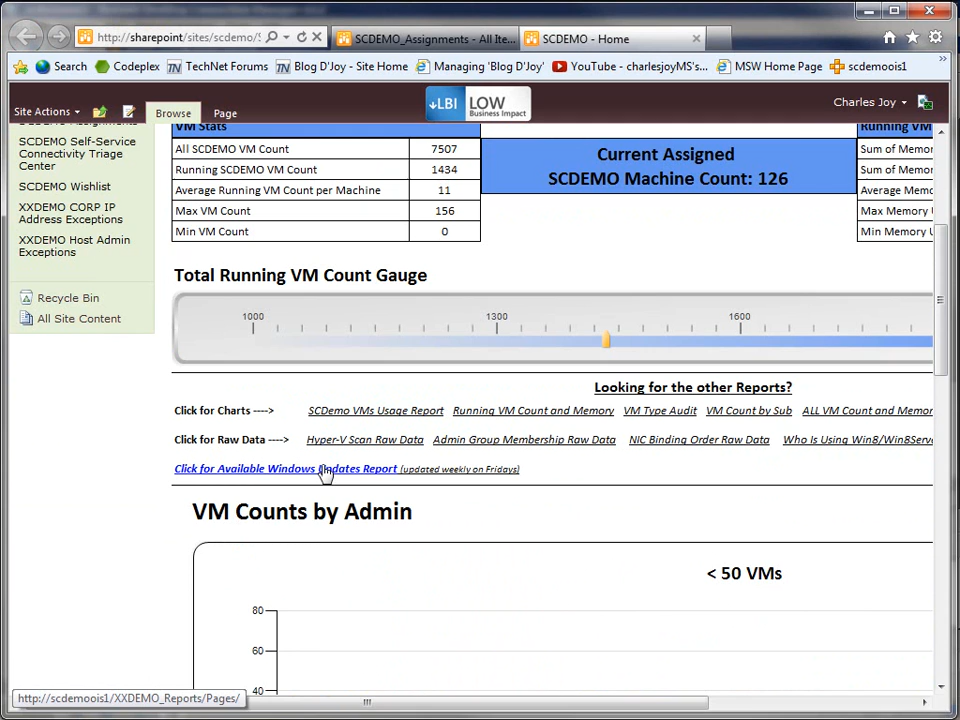 http://sharepoint/sites/scdemo/S
SCDEMO_Assignments - All Ite...
SCDEMO - Home
Search
Codeplex
TechNet Forums
Blog D'Joy - Site Home
Managing 'Blog D'Joy'
YouTube - charlesjoyMS's...
MSW Home Page
scdemoois1
Site Actions
Browse
Page
LBI
LOW
Business Impact
Charles Joy
SCDEMO Self-Service
Connectivity Triage
Center
SCDEMO Wishlist
XXDEMO CORP IP
Address Exceptions
XXDEMO Host Admin
Exceptions
Recycle Bin
All Site Content
VM Stats
All SCDEMO VM Count 7507
Running SCDEMO VM Count 1434
Average Running VM Count per Machine 11
Max VM Count 156
Min VM Count 0
Current Assigned
SCDEMO Machine Count: 126
Running VM
Sum of Memor
Sum of Memor
Average Memo
Max Memory U
Min Memory U
Total Running VM Count Gauge
1000 1300 1600
Looking for the other Reports?
Click for Charts ----> SCDemo VMs Usage Report Running VM Count and Memory VM Type Audit VM Count by Sub ALL VM Count and Memor
Click for Raw Data ----> Hyper-V Scan Raw Data Admin Group Membership Raw Data NIC Binding Order Raw Data Who Is Using Win8/Win8Serve
Click for Available Windows Updates Report (updated weekly on Fridays)
VM Counts by Admin
< 50 VMs
80
60
40
http://scdemoois1/XXDEMO_Reports/Pages/